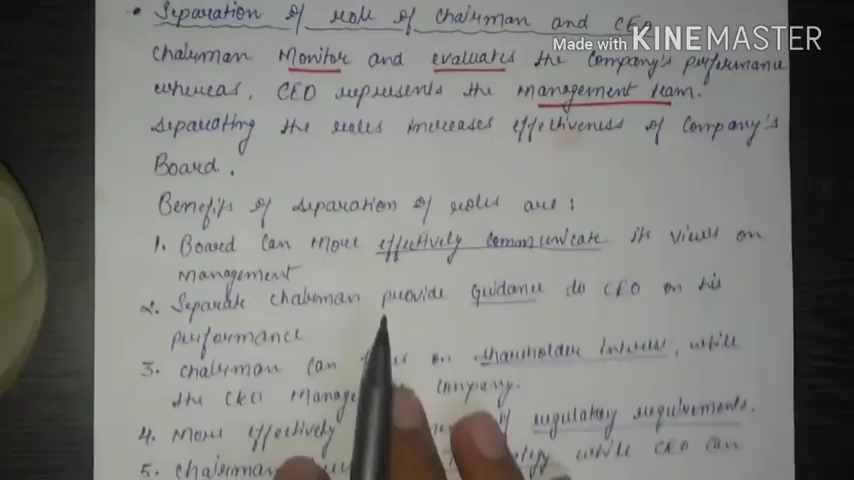 • Separation of role of Chairman and CEO
Made with KINEMASTER
Chairman Monitor and evaluates the Company's performance
whereas, CEO represents the Management team.
Separating the roles increases effectiveness of Company's
Board.
Benefits of separation of roles are:
1. Board Can More effectively communicate its views on
management
2. Separate chairman provide guidance to CEO on his
performance
3. Chairman Can on shareholder Interest, while
the CEO Company.
4. More effectively of regulatory requirements.
5. Chairman while CEO Can